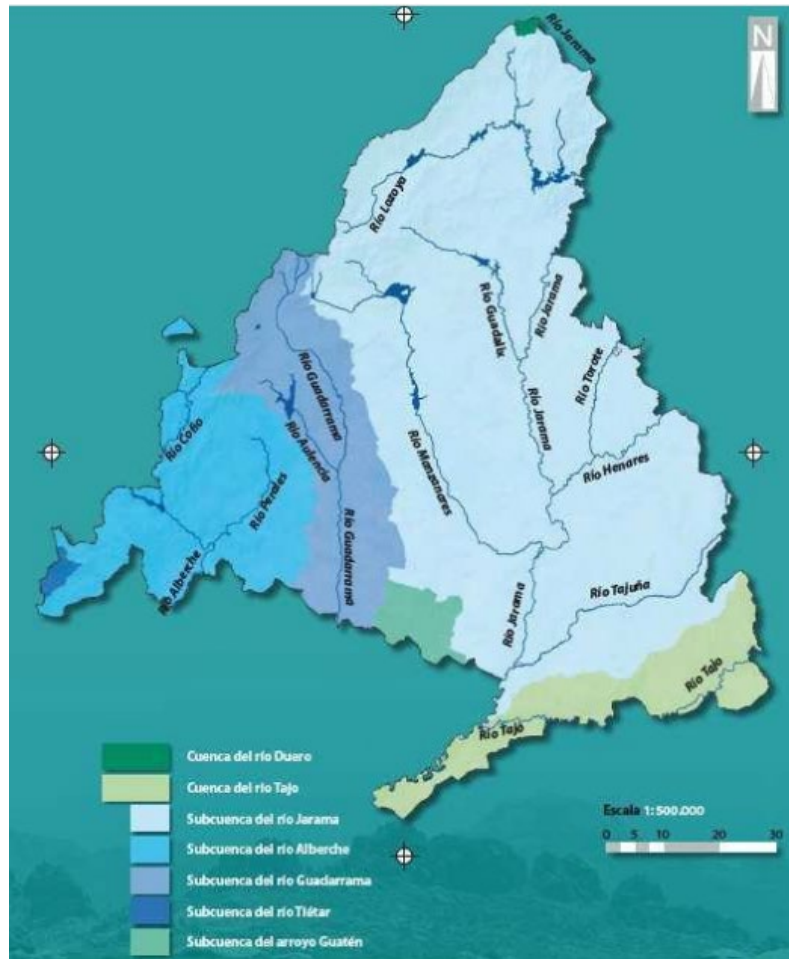 N
Río Jarama
Río Lozoya
Río Guadalix
Río Jarama
Río Torote
Río Guadarrama
Río Jarama
Río Coño
Río Aulencia
Río Manzanares
Río Henares
Río Perales
Río Guadarrama
Río Alberche
Río Tajuña
Río Jarama
Río Tajo
Río Tajo
Cuenca del río Duero
Cuenca del río Tajo
Subcuenca del río Jarama
Subcuenca del río Alberche
Subcuenca del río Guadarrama
Subcuenca del río Tiétar
Subcuenca del arroyo Guatén
Escala 1:500.000
0 5 10 20 30